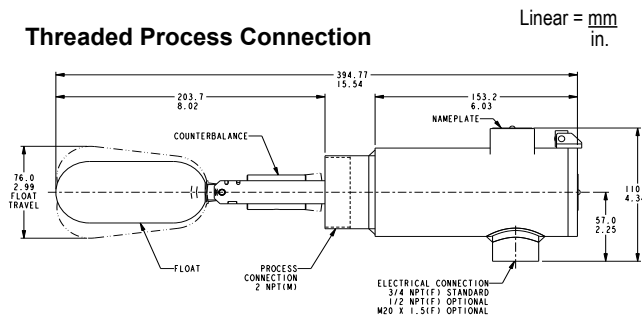 Threaded Process Connection
Linear = mm
in.
394.77
15.54
203.7
8.02
153.2
6.03
NAMEPLATE
COUNTERBALANCE
76.0
2.99
FLOAT
TRAVEL
110
4.34
57.0
2.25
FLOAT
PROCESS
CONNECTION
2 NPT(M)
ELECTRICAL CONNECTION
3/4 NPT(F) STANDARD
1/2 NPT(F) OPTIONAL
M20 X 1.5(F) OPTIONAL